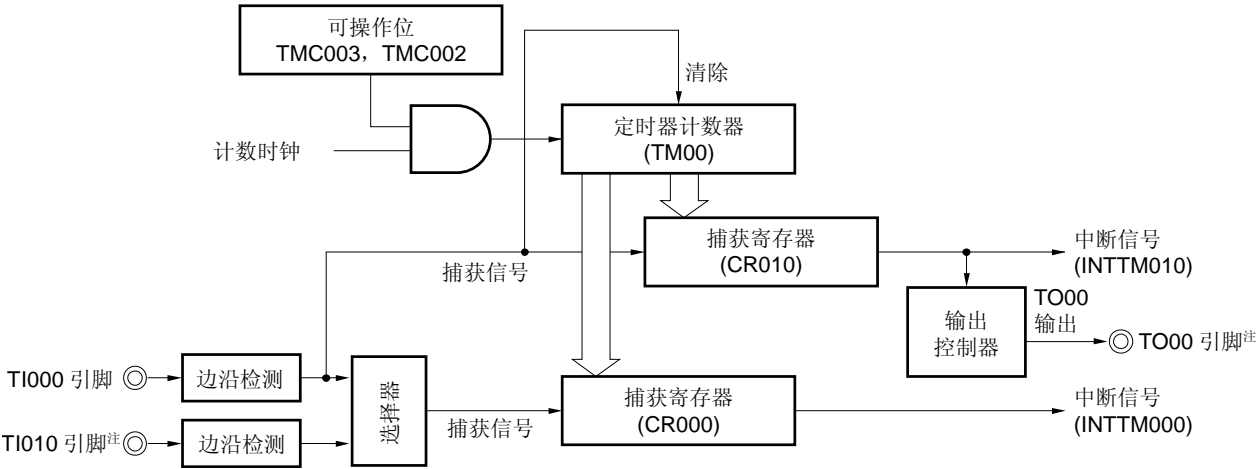 可操作位
TMC003，TMC002
清除
计数时钟
定时器计数器
(TM00)
捕获信号
捕获寄存器
(CR010)
中断信号
(INTTM010)
输出
控制器
TO00
输出
TO00 引脚注
TI000 引脚
边沿检测
TI010 引脚注
边沿检测
选择器
捕获信号
捕获寄存器
(CR000)
中断信号
(INTTM000)